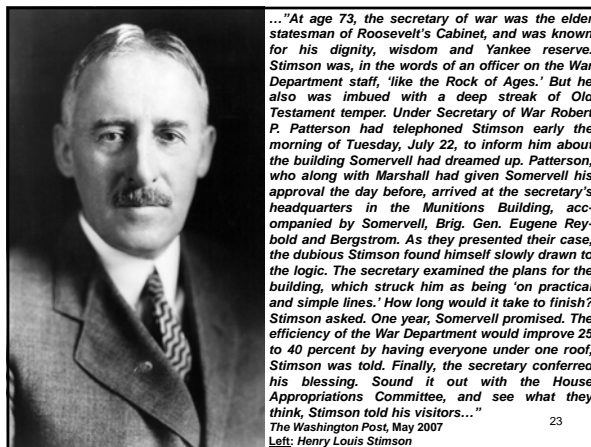 …”At age 73, the secretary of war was the elder
statesman of Roosevelt’s Cabinet, and was known
for his dignity, wisdom and Yankee reserve.
Stimson was, in the words of an officer on the War
Department staff, ‘like the Rock of Ages.’ But he
also was imbued with a deep streak of Old
Testament temper. Under Secretary of War Robert
P. Patterson had telephoned Stimson early the
morning of Tuesday, July 22, to inform him about
the building Somervell had dreamed up. Patterson,
who along with Marshall had given Somervell his
approval the day before, arrived at the secretary’s
headquarters in the Munitions Building, acc-
ompanied by Somervell, Brig. Gen. Eugene Rey-
bold and Bergstrom. As they presented their case,
the dubious Stimson found himself slowly drawn to
the logic. The secretary examined the plans for the
building, which struck him as being ‘on practical
and simple lines.’ How long would it take to finish?
Stimson asked. One year, Somervell promised. The
efficiency of the War Department would improve 25
to 40 percent by having everyone under one roof,
Stimson was told. Finally, the secretary conferred
his blessing. Sound it out with the House
Appropriations Committee, and see what they
think, Stimson told his visitors…”
The Washington Post, May 2007
Left: Henry Louis Stimson
23